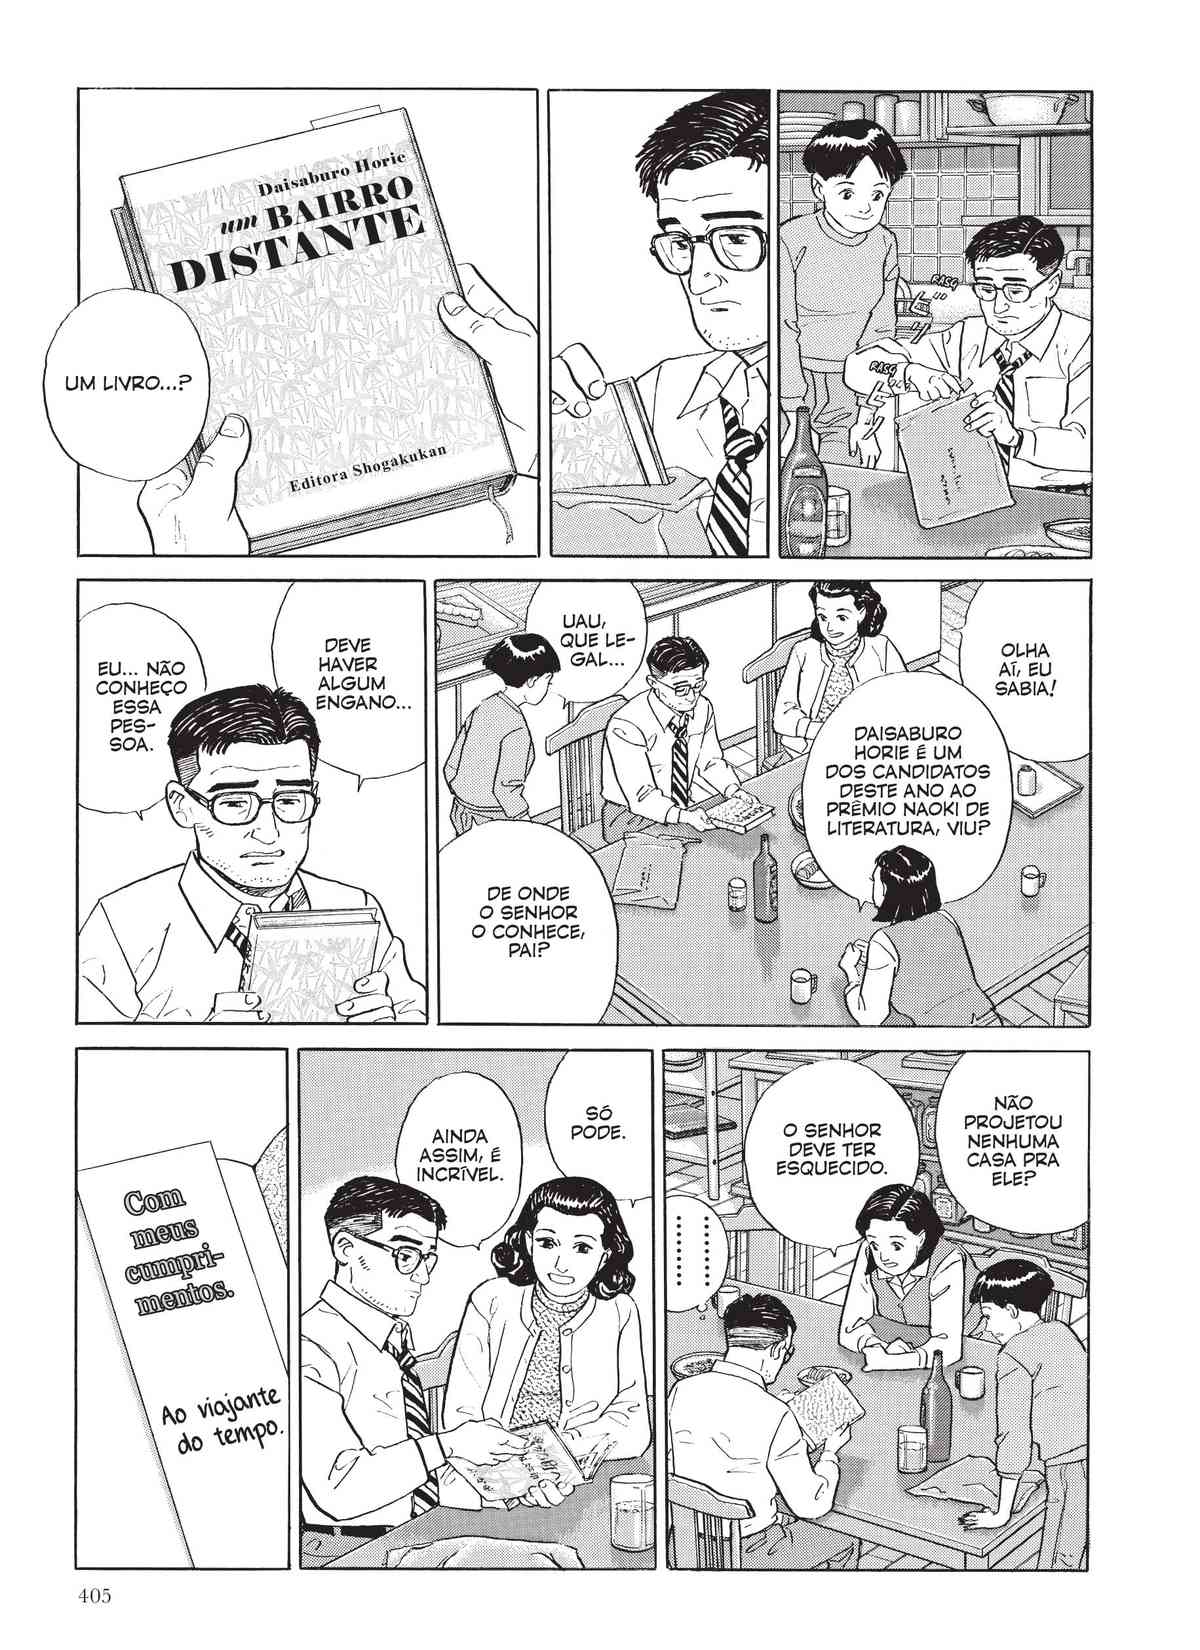 RASG
RASG
Daisaburo Horie
um BAIRRO
DISTANTE
Editora Shogakukan
UM LIVRO...?
OLHA
AÍ, EU
SABIA!
DAISABURO
HORIE É UM
DOS CANDIDATOS
DESTE ANO AO
PRÊMIO NAOKI DE
LITERATURA, VIU?
UAU,
QUE LE-
GAL...
DE ONDE
O SENHOR
O CONHECE,
PAI?
DEVE
HAVER
ALGUM
ENGANO...
EU... NÃO
CONHEÇO
ESSA
PES-
SOA.
NÃO
PROJETOU
NENHUMA
CASA PRA
ELE?
O SENHOR
DEVE TER
ESQUECIDO.
SÓ
PODE.
AINDA
ASSIM, É
INCRÍVEL.
Com
meus
cumpri-
mentos.
Ao viajante
do tempo.
405